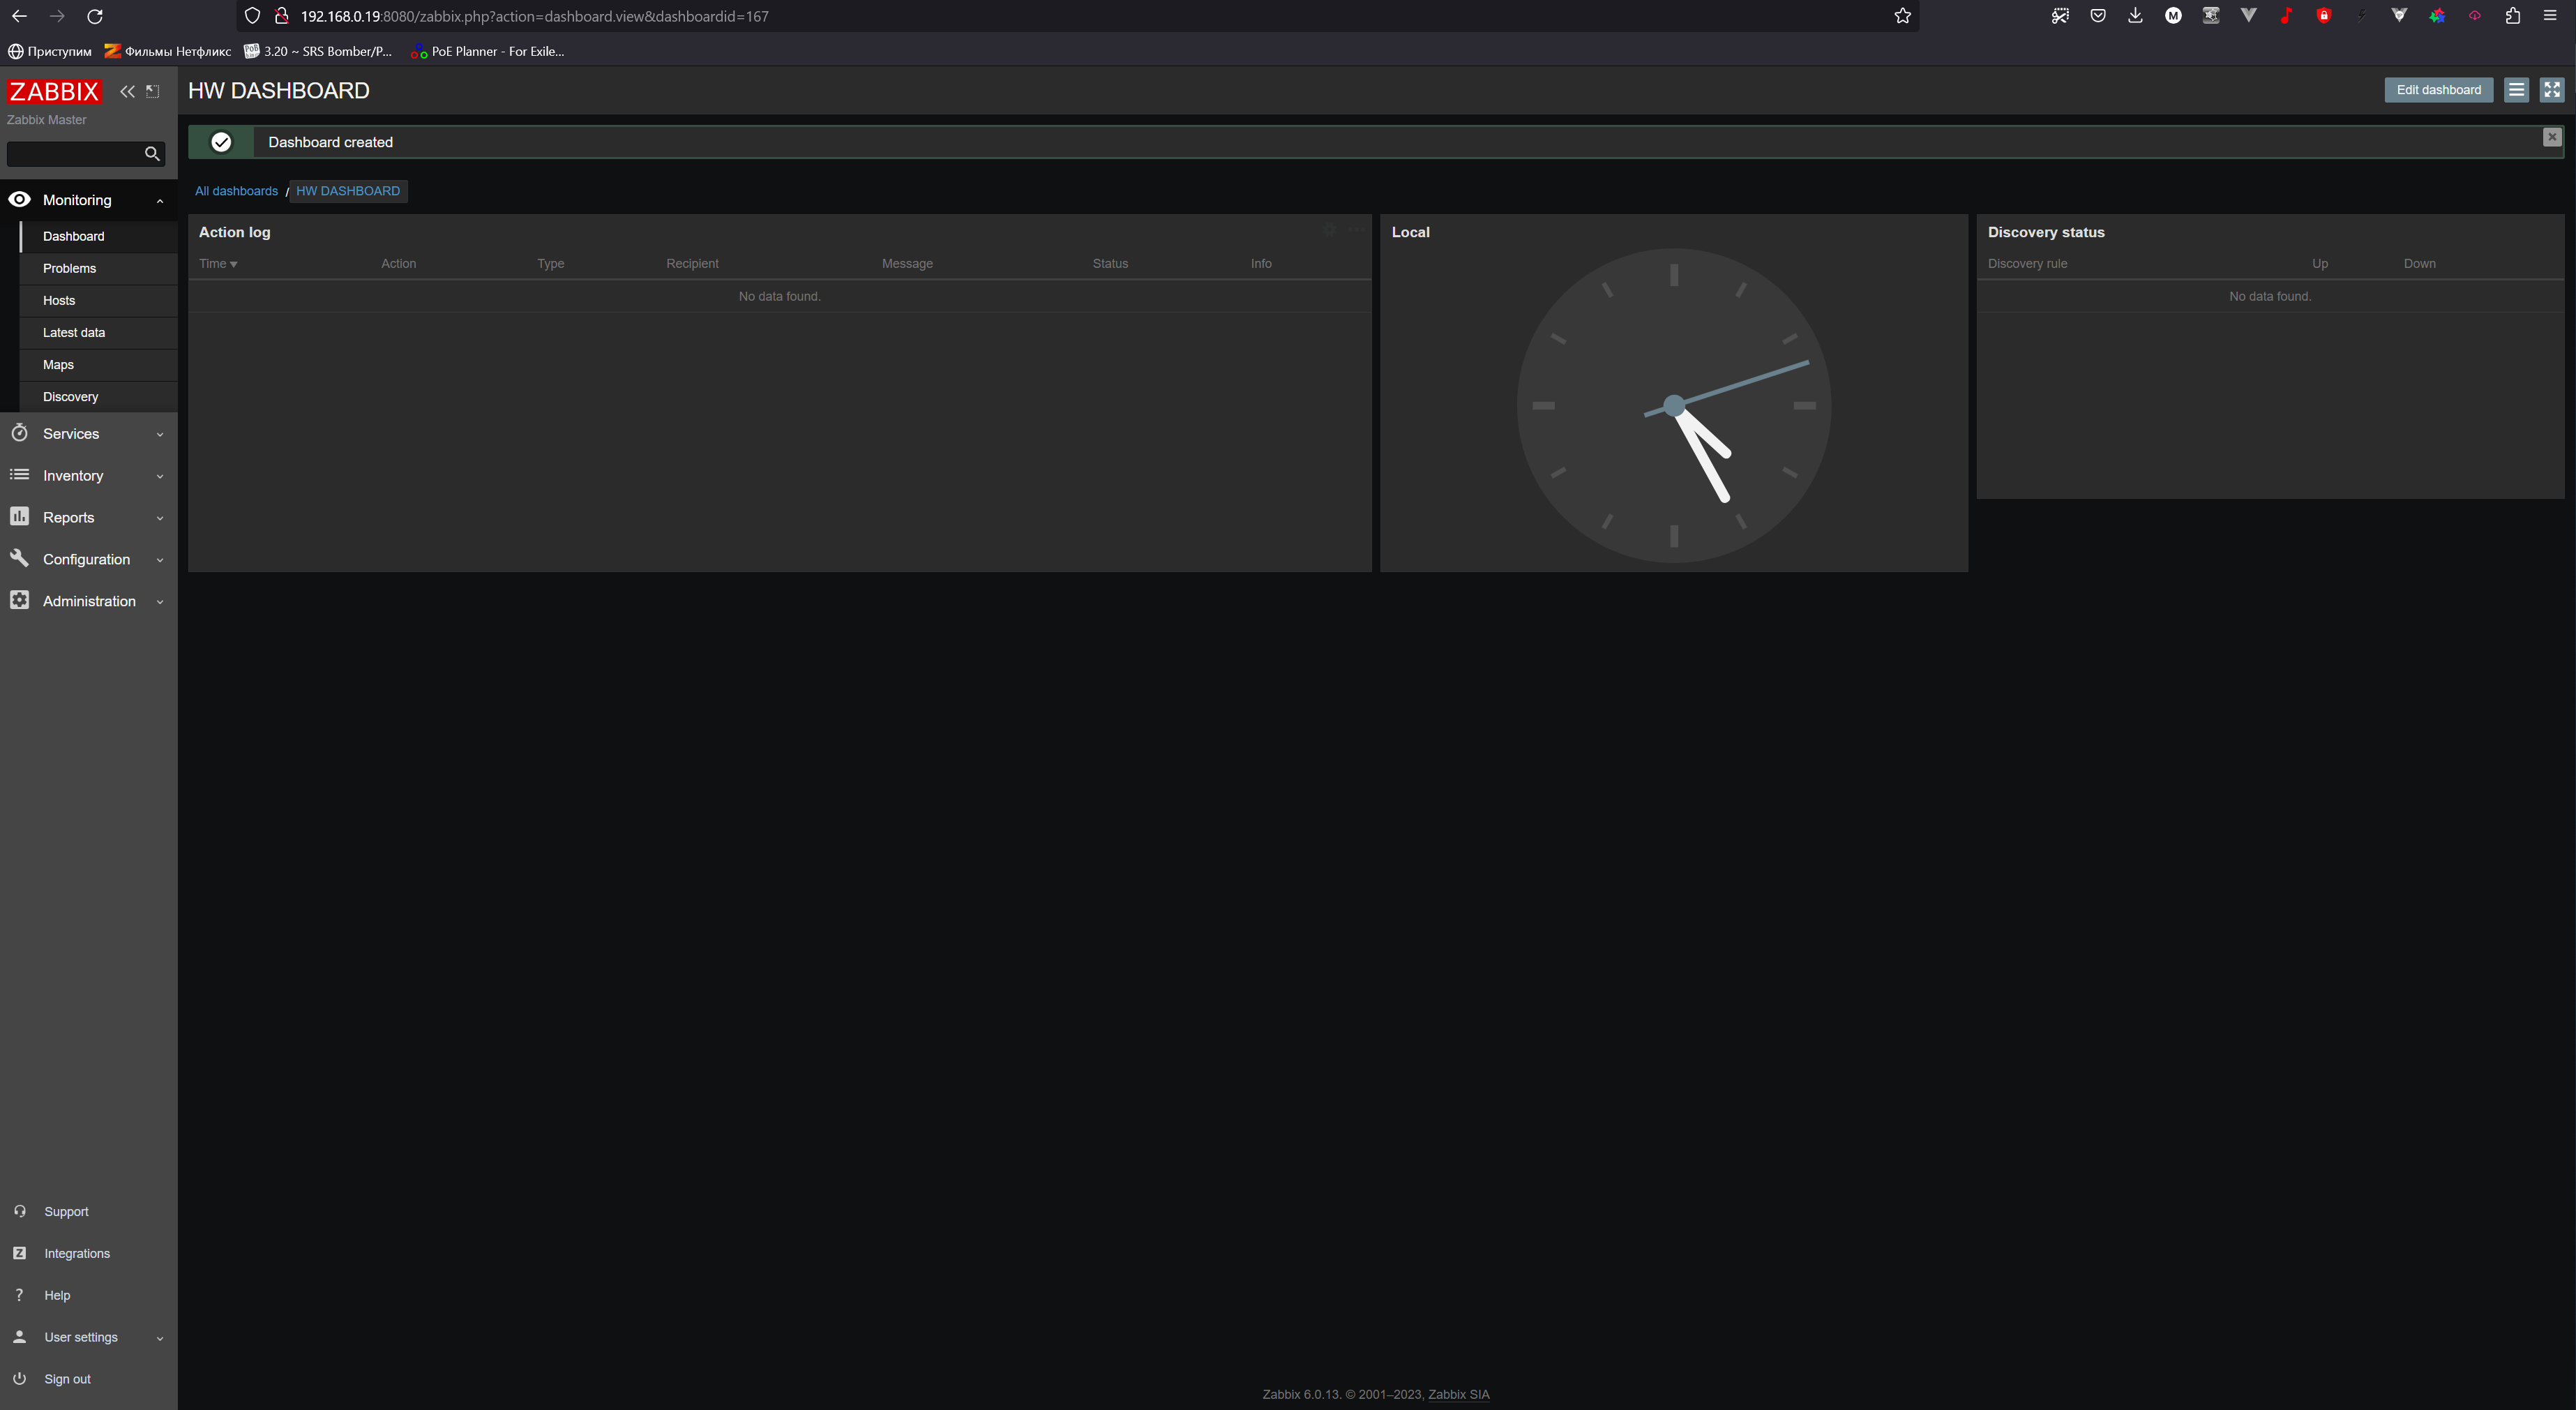 192.168.0.19:8080/zabbix.php?action=dashboard.view&dashboardid=167
Приступим
Фильмы Нетфликс
3.20 ~ SRS Bomber/P...
PoE Planner - For Exile...
ZABBIX
Zabbix Master
Monitoring
Dashboard
Problems
Hosts
Latest data
Maps
Discovery
Services
Inventory
Reports
Configuration
Administration
Support
Integrations
Help
User settings
Sign out
HW DASHBOARD
Edit dashboard
Dashboard created
All dashboards / HW DASHBOARD
Action log
Time Action Type Recipient Message Status Info
No data found.
Local
Discovery status
Discovery rule Up Down
No data found.
Zabbix 6.0.13. © 2001–2023, Zabbix SIA